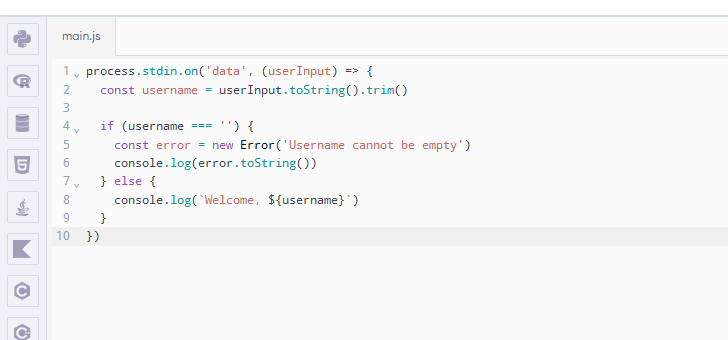 main.js
1 process.stdin.on('data', (userInput) => {
2 const username = userInput.toString().trim()
3
4 if (username === '') {
5 const error = new Error('Username cannot be empty')
6 console.log(error.toString())
7 } else {
8 console.log(`Welcome, ${username}`)
9 }
10 })